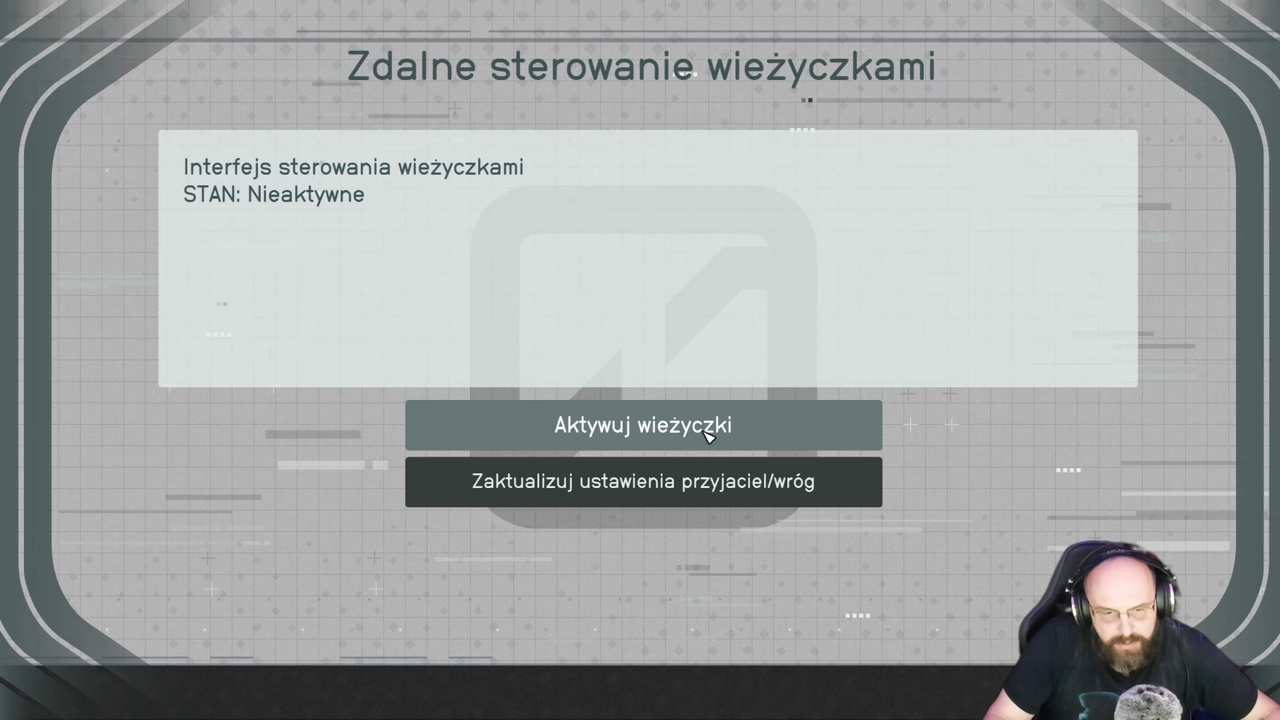 Zdalne sterowanie wieżyczkami
Interfejs sterowania wieżyczkami
STAN: Nieaktywne
Aktywuj wieżyczki
Zaktualizuj ustawienia przyjaciel/wróg